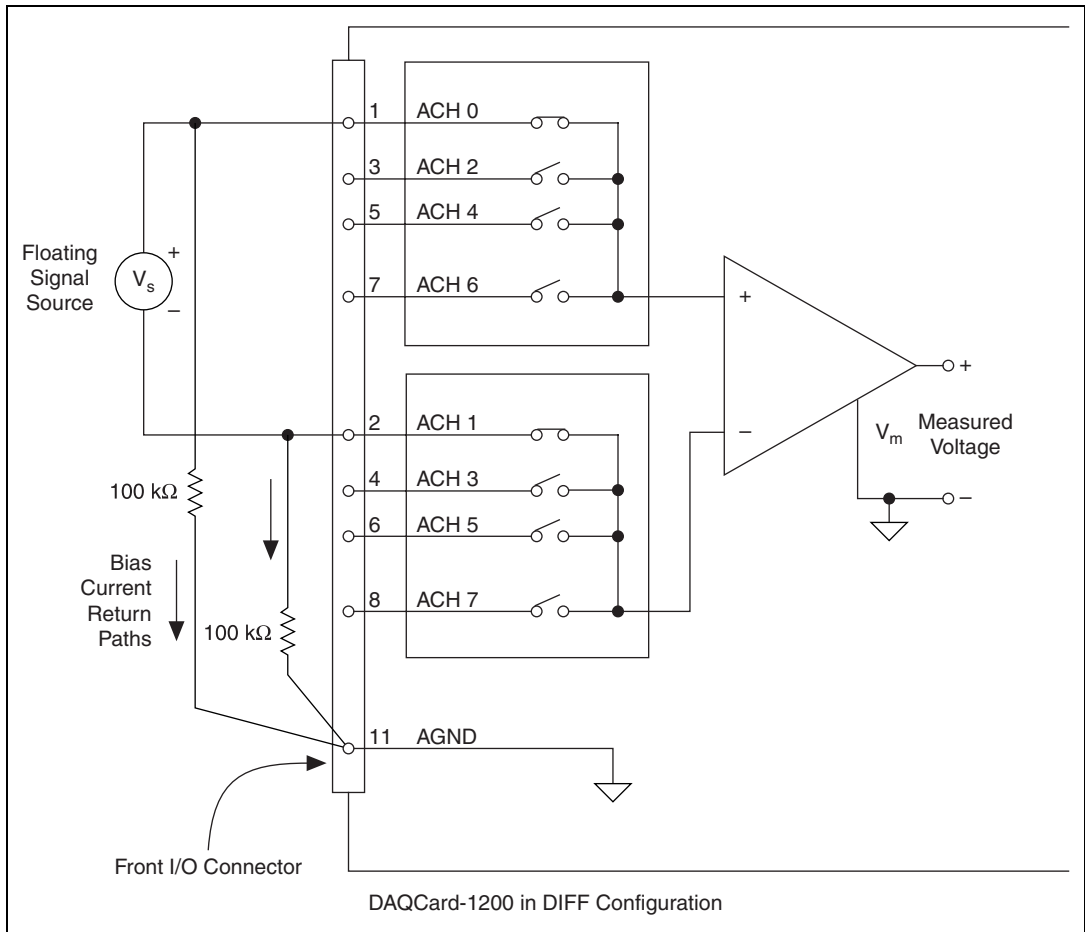 1 ACH 0
3 ACH 2
5 ACH 4
7 ACH 6
Floating
Signal
Source
+
Vs
−
+
−
+
Vm
Measured
Voltage
−
2 ACH 1
4 ACH 3
6 ACH 5
8 ACH 7
100 kΩ
Bias
Current
Return
Paths
100 kΩ
11 AGND
Front I/O Connector
DAQCard-1200 in DIFF Configuration